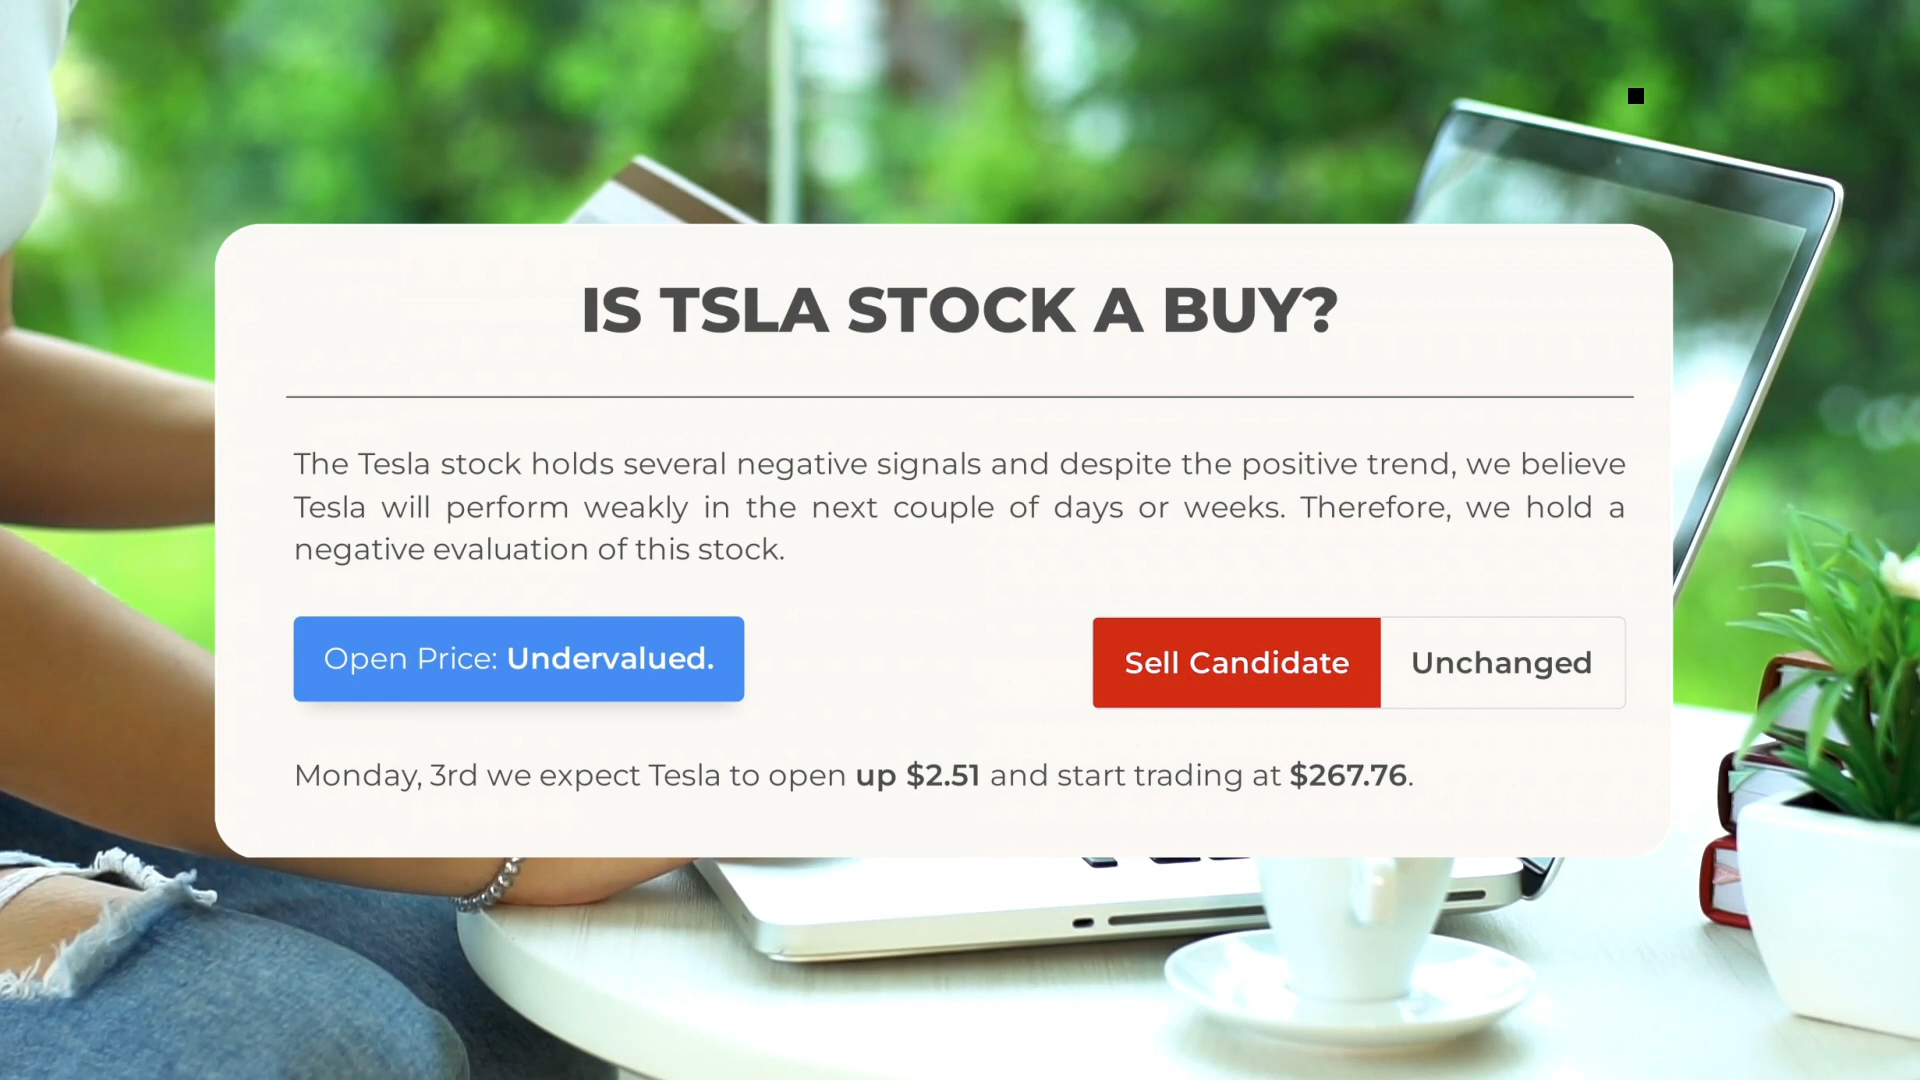 IS TSLA STOCK A BUY?
The Tesla stock holds several negative signals and despite the positive trend, we believe
Tesla will perform weakly in the next couple of days or weeks. Therefore, we hold a
negative evaluation of this stock.
Open Price: Undervalued.
Sell Candidate Unchanged
Monday, 3rd we expect Tesla to open up $2.51 and start trading at $267.76.